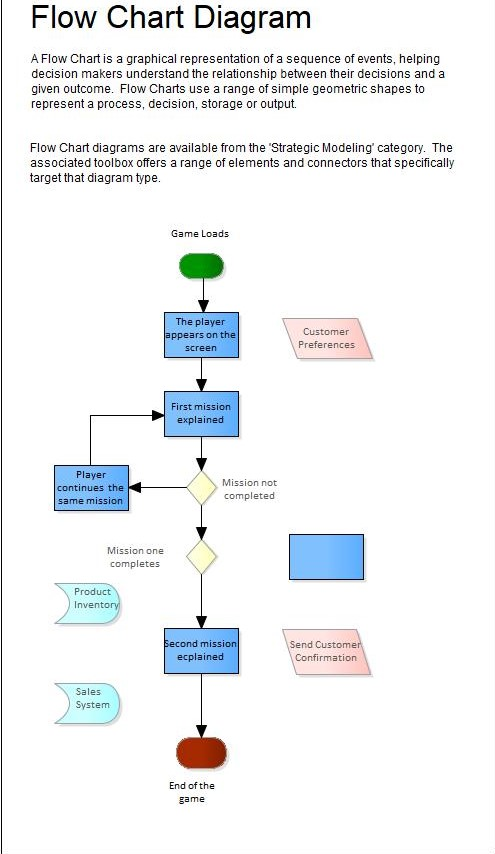 Flow Chart Diagram
A Flow Chart is a graphical representation of a sequence of events, helping
decision makers understand the relationship between their decisions and a
given outcome.  Flow Charts use a range of simple geometric shapes to
represent a process, decision, storage or output.
Flow Chart diagrams are available from the 'Strategic Modeling' category.  The
associated toolbox offers a range of elements and connectors that specifically
target that diagram type.
Game Loads
The player
appears on the
screen
Customer
Preferences
First mission
explained
Player
continues the
same mission
Mission not
completed
Mission one
completes
Product
Inventory
Second mission
ecplained
Send Customer
Confirmation
Sales
System
End of the
game